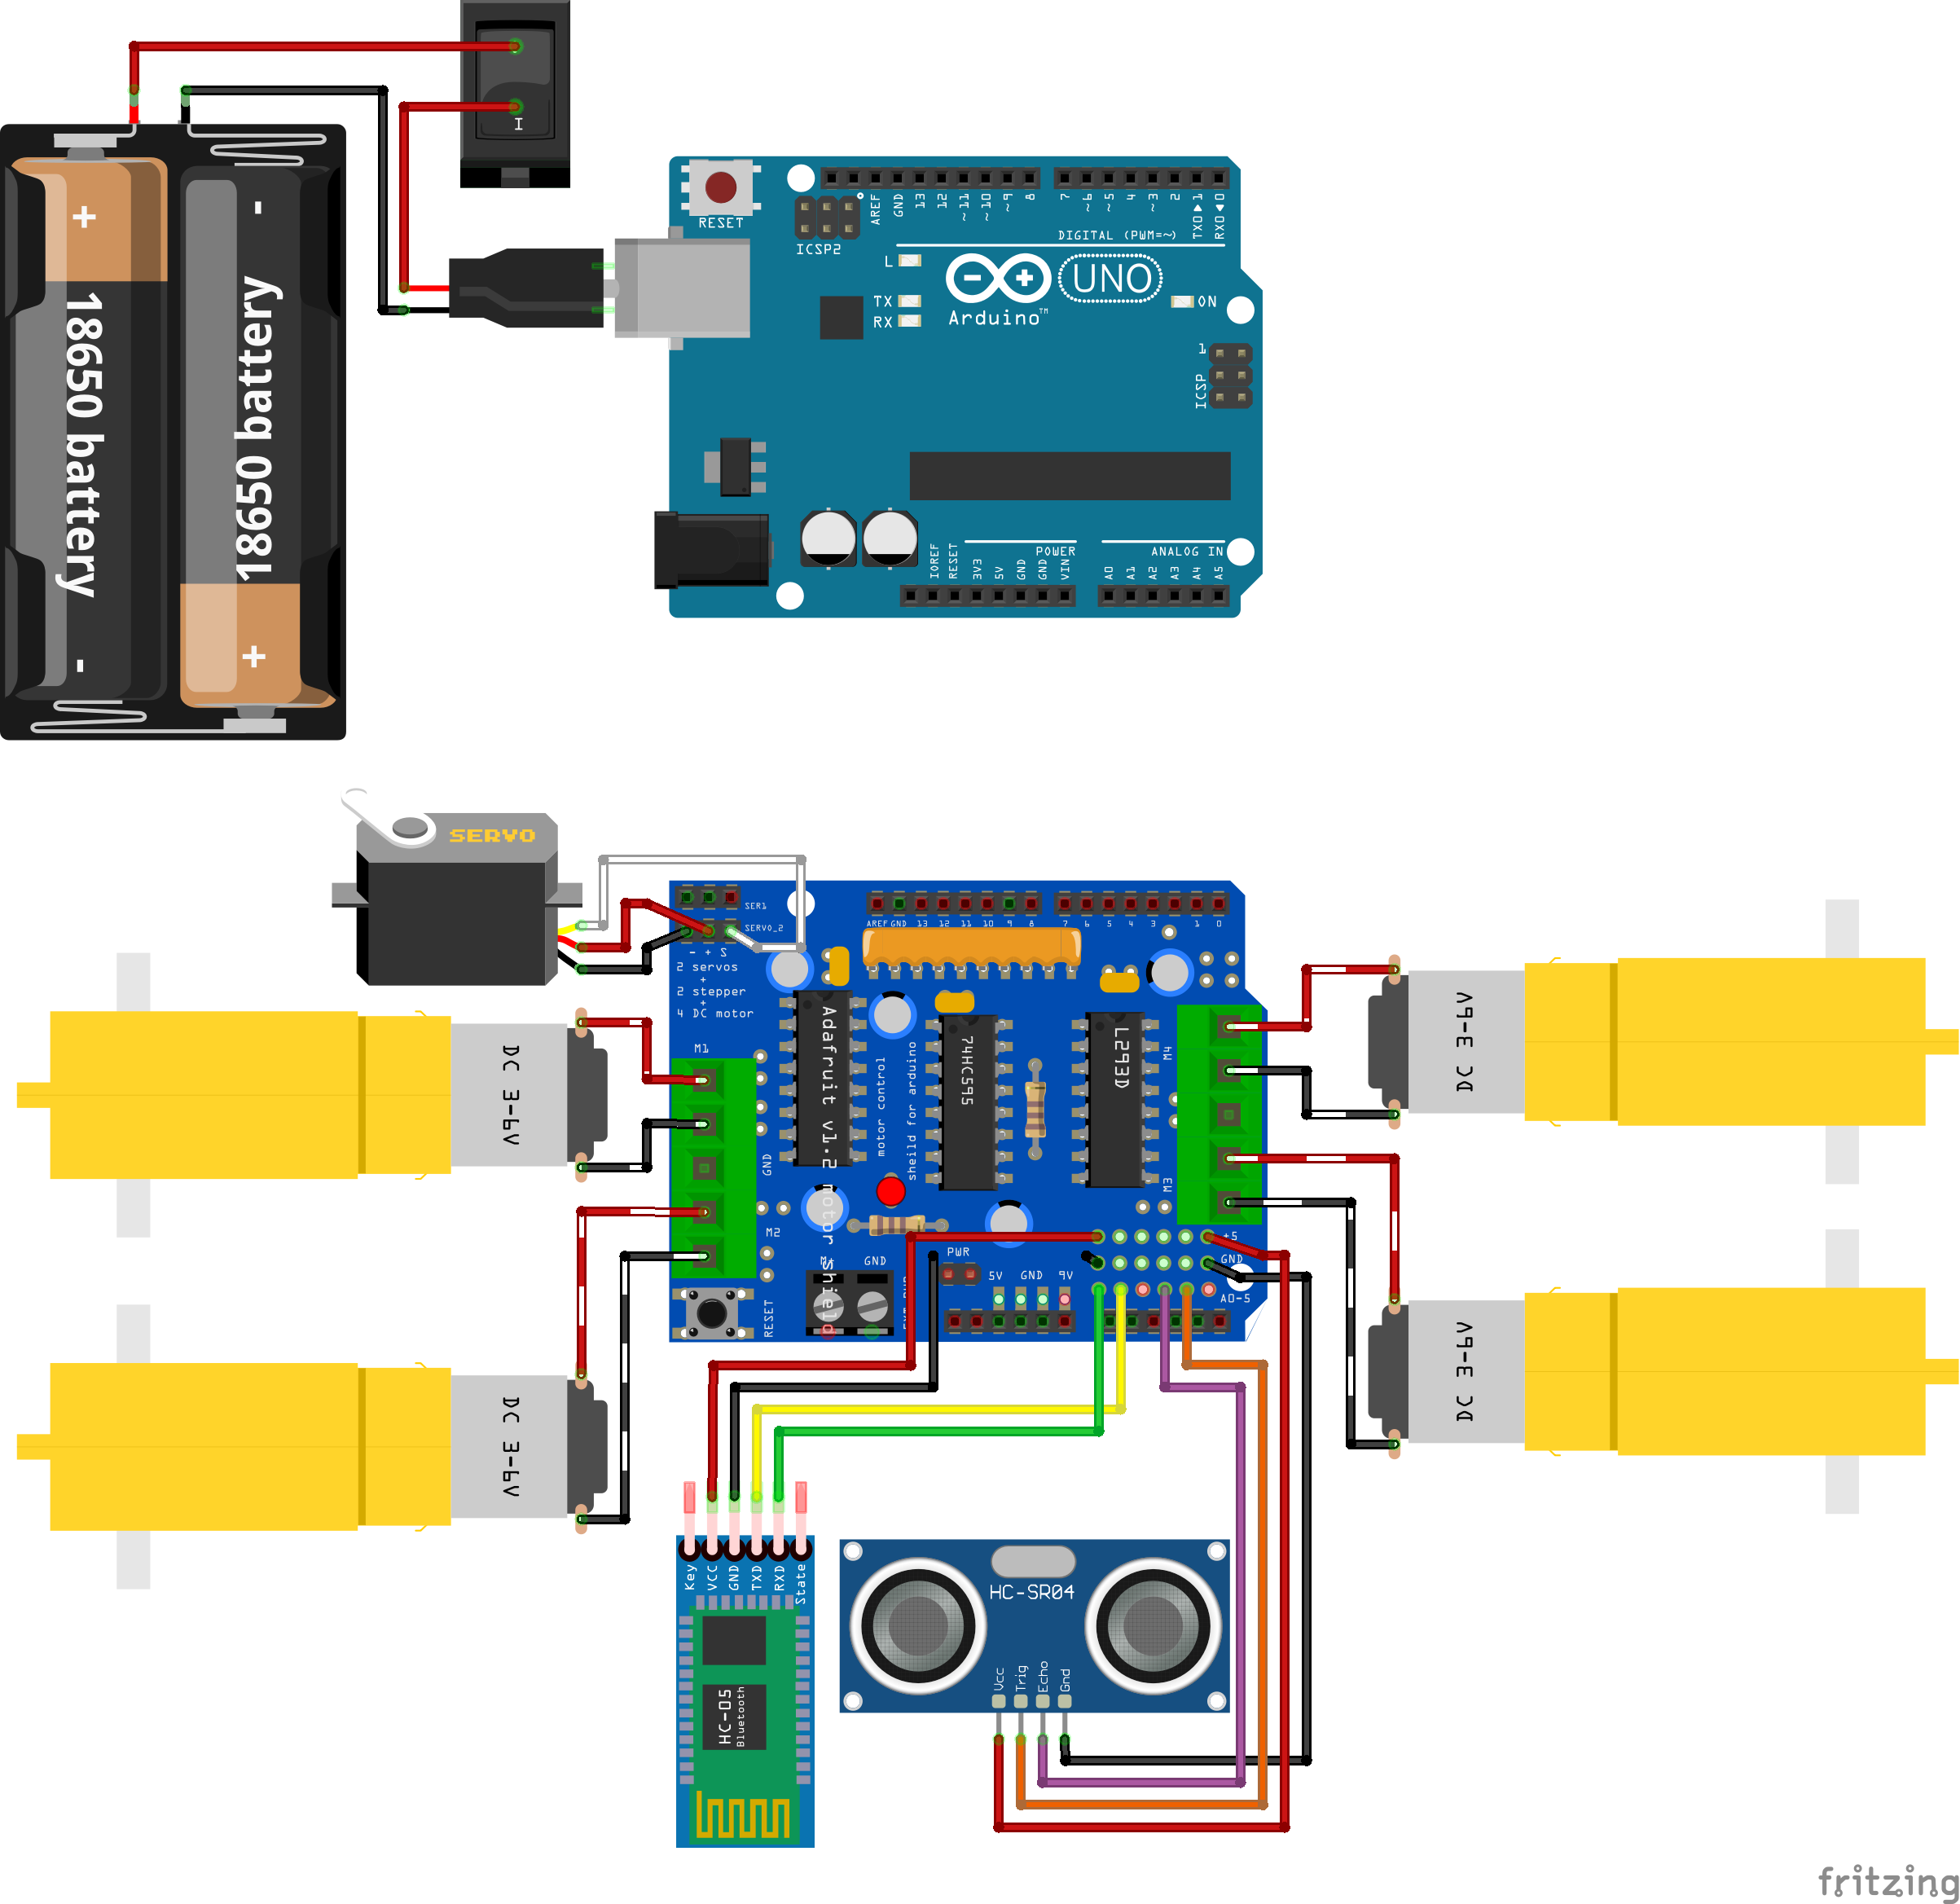 I
+
-
18650 battery
18650 battery
-
+
RESET
ICSP2
AREF
GND
13
12
~11
~10
~9
8
7
~6
~5
4
~3
2
TX0 ▶ 1
RX0 ◀ 0
DIGITAL (PWM=~)
L
TX
RX
Arduino™
UNO
ON
1
ICSP
IOREF
RESET
3V3
5V
GND
GND
VIN
POWER
A0
A1
A2
A3
A4
A5
ANALOG IN
SERVO
SER1
SERVO_2
- + S
2 servos
+
2 stepper
+
4 DC motor
AREF GND 13 12 11 10 9 8
7 6 5 4 3 1 0
M1
GND
M2
Adafruit v1.2 motor shield
motor control
sheild for arduino
74HC595
L293D
M4
M3
RESET
GND
PWR
5V GND 9V
+5
GND
A0-5
DC 3-6V
DC 3-6V
DC 3-6V
DC 3-6V
Key
VCC
GND
TXD
RXD
State
HC-05
Bluetooth
HC-SR04
Vcc
Trig
Echo
Gnd
fritzing